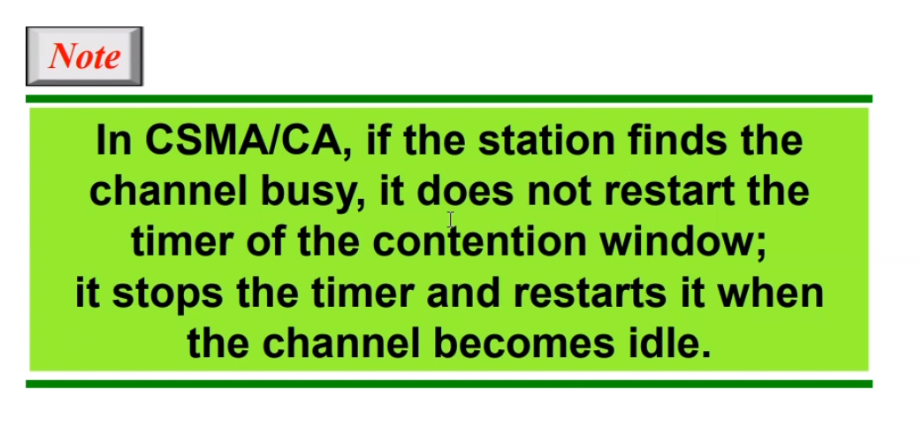 Note
In CSMA/CA, if the station finds the
channel busy, it does not restart the
timer of the contention window;
it stops the timer and restarts it when
the channel becomes idle.